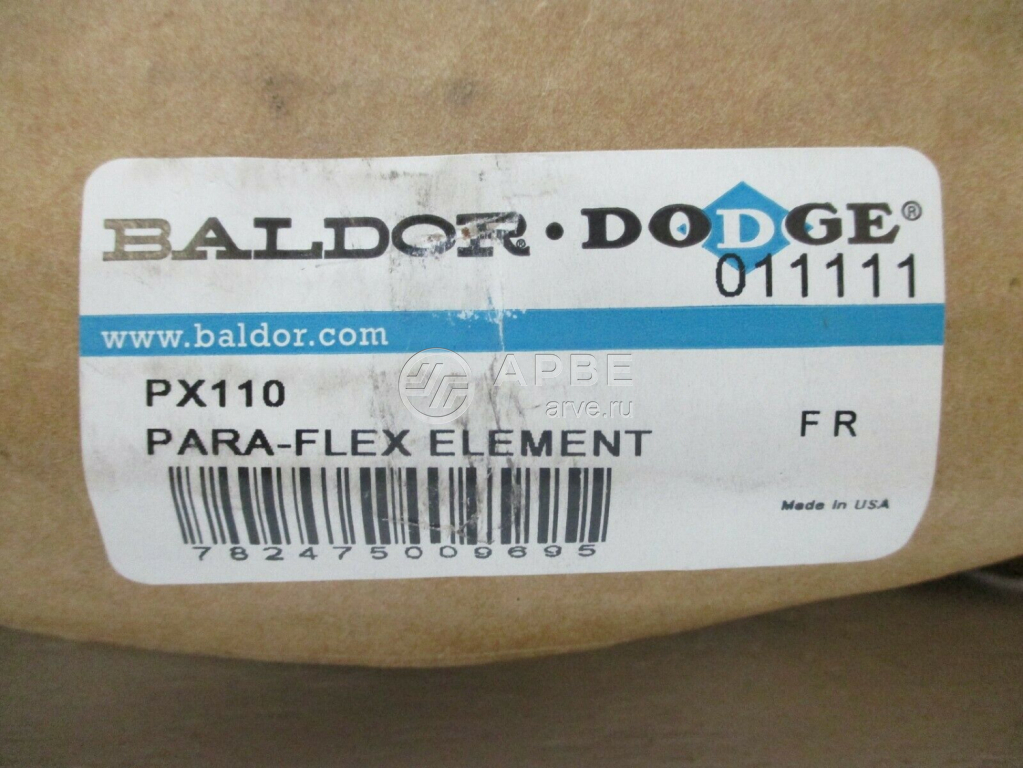 BALDOR® • DODGE®
011111
www.baldor.com
PX110
PARA-FLEX ELEMENT
FR
Made in USA
782475009695
АРВЕ
arve.ru